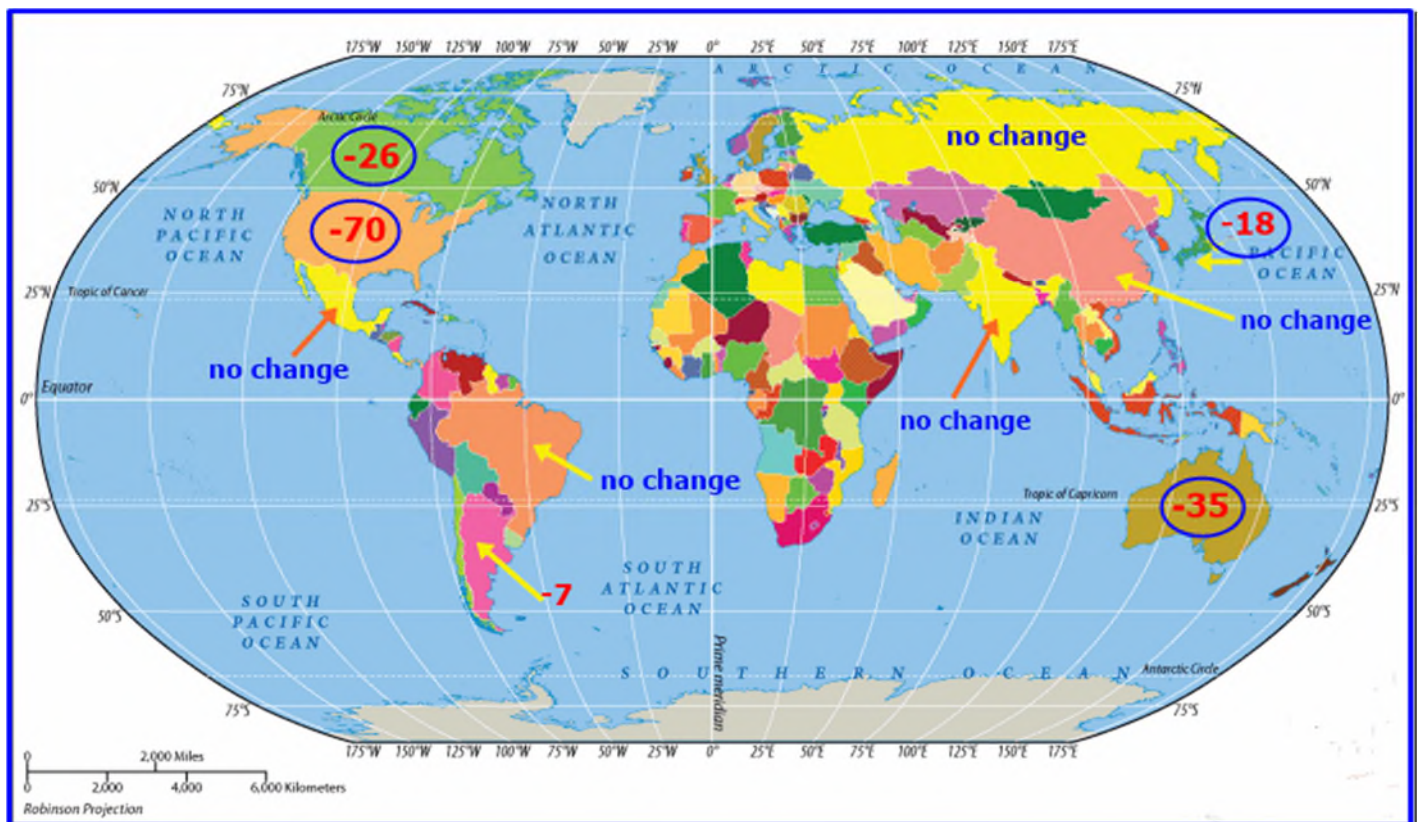 175°W 150°W 125°W 100°W 75°W 50°W 25°W 0° 25°E 50°E 75°E 100°E 125°E 150°E 175°E
ARCTIC OCEAN
75°N
75°N
Arctic Circle
no change
-26
50°N
50°N
NORTH
PACIFIC
OCEAN
NORTH
ATLANTIC
OCEAN
-70
-18
PACIFIC
OCEAN
25°N
Tropic of Cancer
25°N
no change
no change
Equator
0°
0°
no change
no change
Tropic of Capricorn
-35
25°S
25°S
INDIAN
OCEAN
SOUTH
ATLANTIC
OCEAN
-7
SOUTH
PACIFIC
OCEAN
50°S
50°S
Prime meridian
SOUTHERN OCEAN
Antarctic Circle
75°S
75°S
175°W 150°W 125°W 100°W 75°W 50°W 25°W 0° 25°E 50°E 75°E 100°E 125°E 150°E 175°E
0 2,000 Miles
0 2,000 4,000 6,000 Kilometers
Robinson Projection